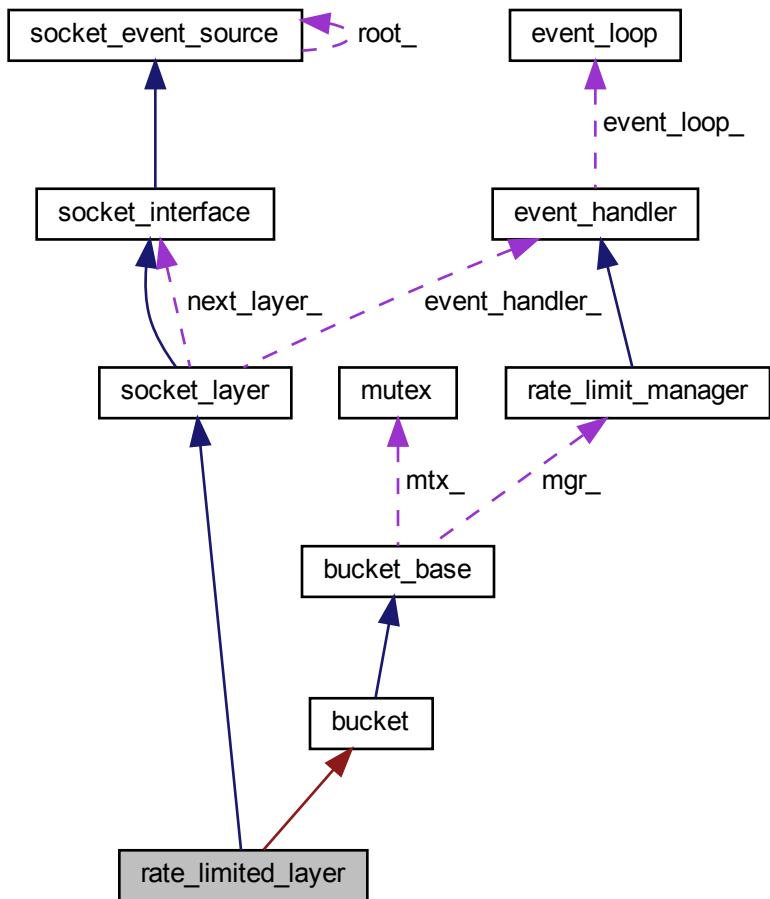 socket_event_source
root_
event_loop
event_loop_
socket_interface
event_handler
next_layer_
event_handler_
socket_layer
mutex
rate_limit_manager
mtx_
mgr_
bucket_base
bucket
rate_limited_layer